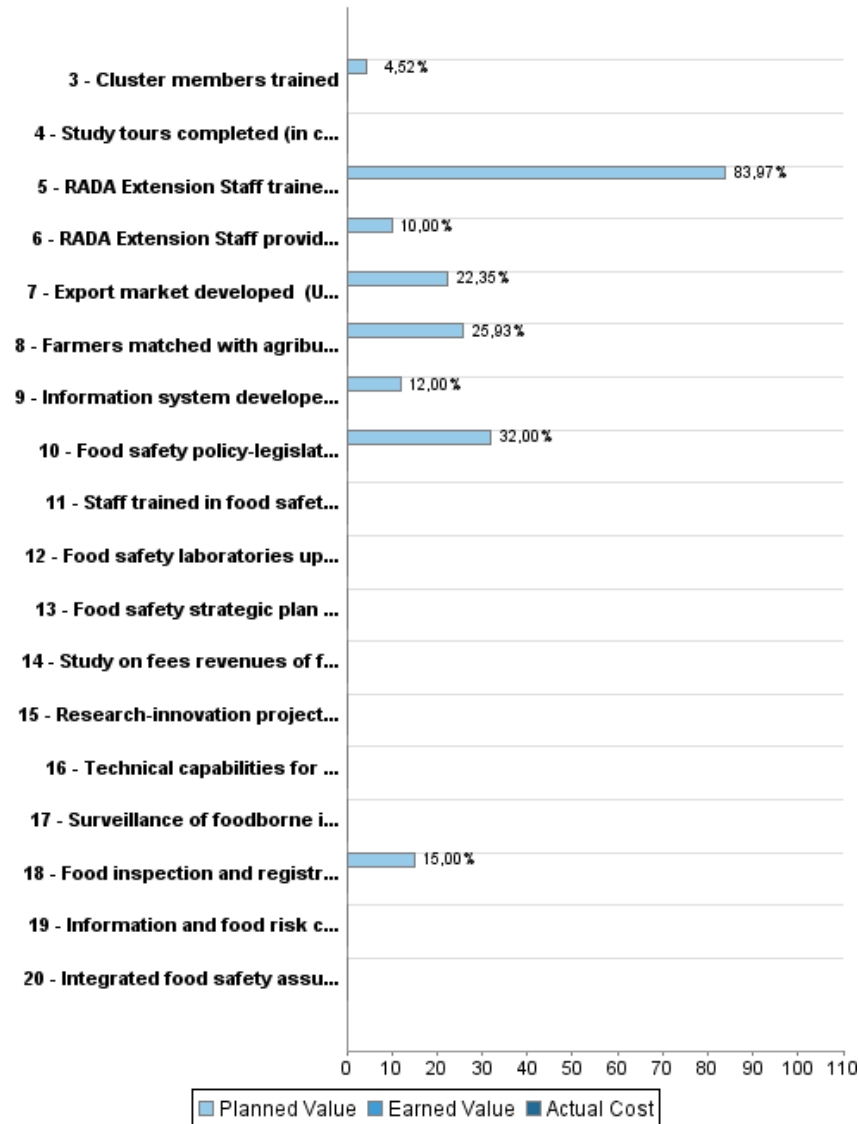 3 - Cluster members trained
4,52%
4 - Study tours completed (in c...
5 - RADA Extension Staff traine...
83,97%
6 - RADA Extension Staff provid...
10,00%
7 - Export market developed (U...
22,35%
8 - Farmers matched with agribu...
25,93%
9 - Information system develope...
12,00%
10 - Food safety policy-legislat...
32,00%
11 - Staff trained in food safet...
12 - Food safety laboratories up...
13 - Food safety strategic plan ...
14 - Study on fees revenues of f...
15 - Research-innovation project...
16 - Technical capabilities for ...
17 - Surveillance of foodborne i...
18 - Food inspection and registr...
15,00%
19 - Information and food risk c...
20 - Integrated food safety assu...
0 10 20 30 40 50 60 70 80 90 100 110
Planned Value Earned Value Actual Cost